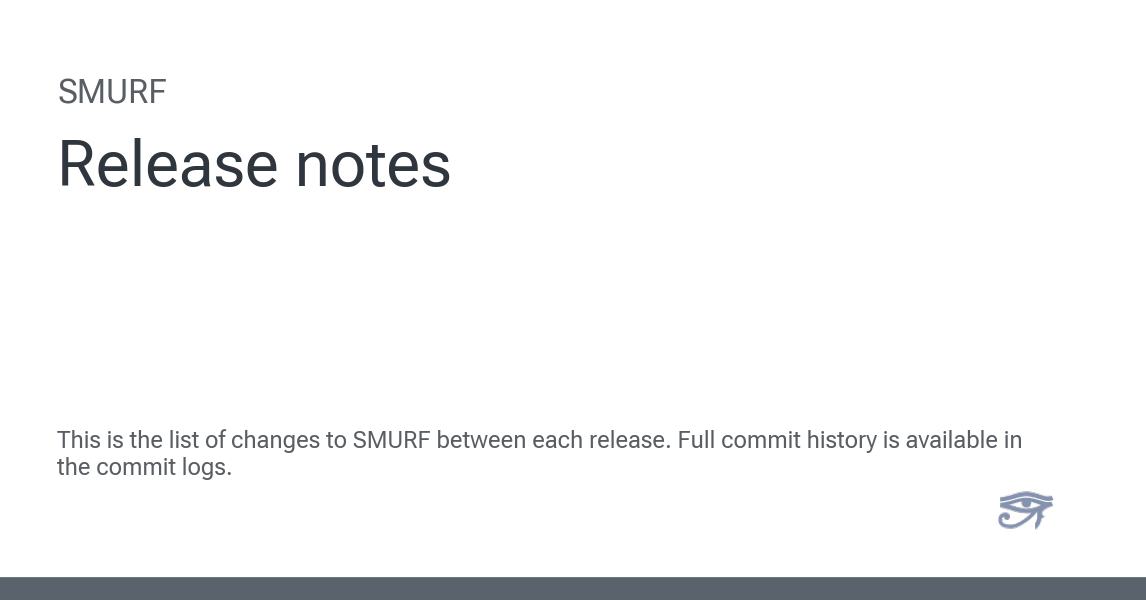 SMURF
Release notes
This is the list of changes to SMURF between each release. Full commit history is available in
the commit logs.